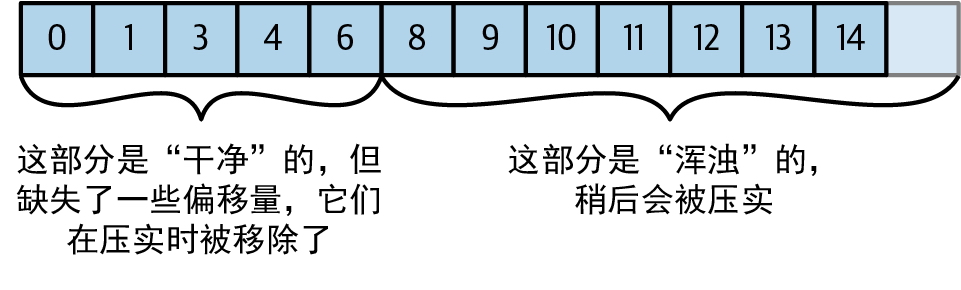 0 1 3 4 6 8 9 10 11 12 13 14
这部分是“干净”的，但
缺失了一些偏移量，它们
在压实时被移除了
这部分是“浑浊”的，
稍后会被压实